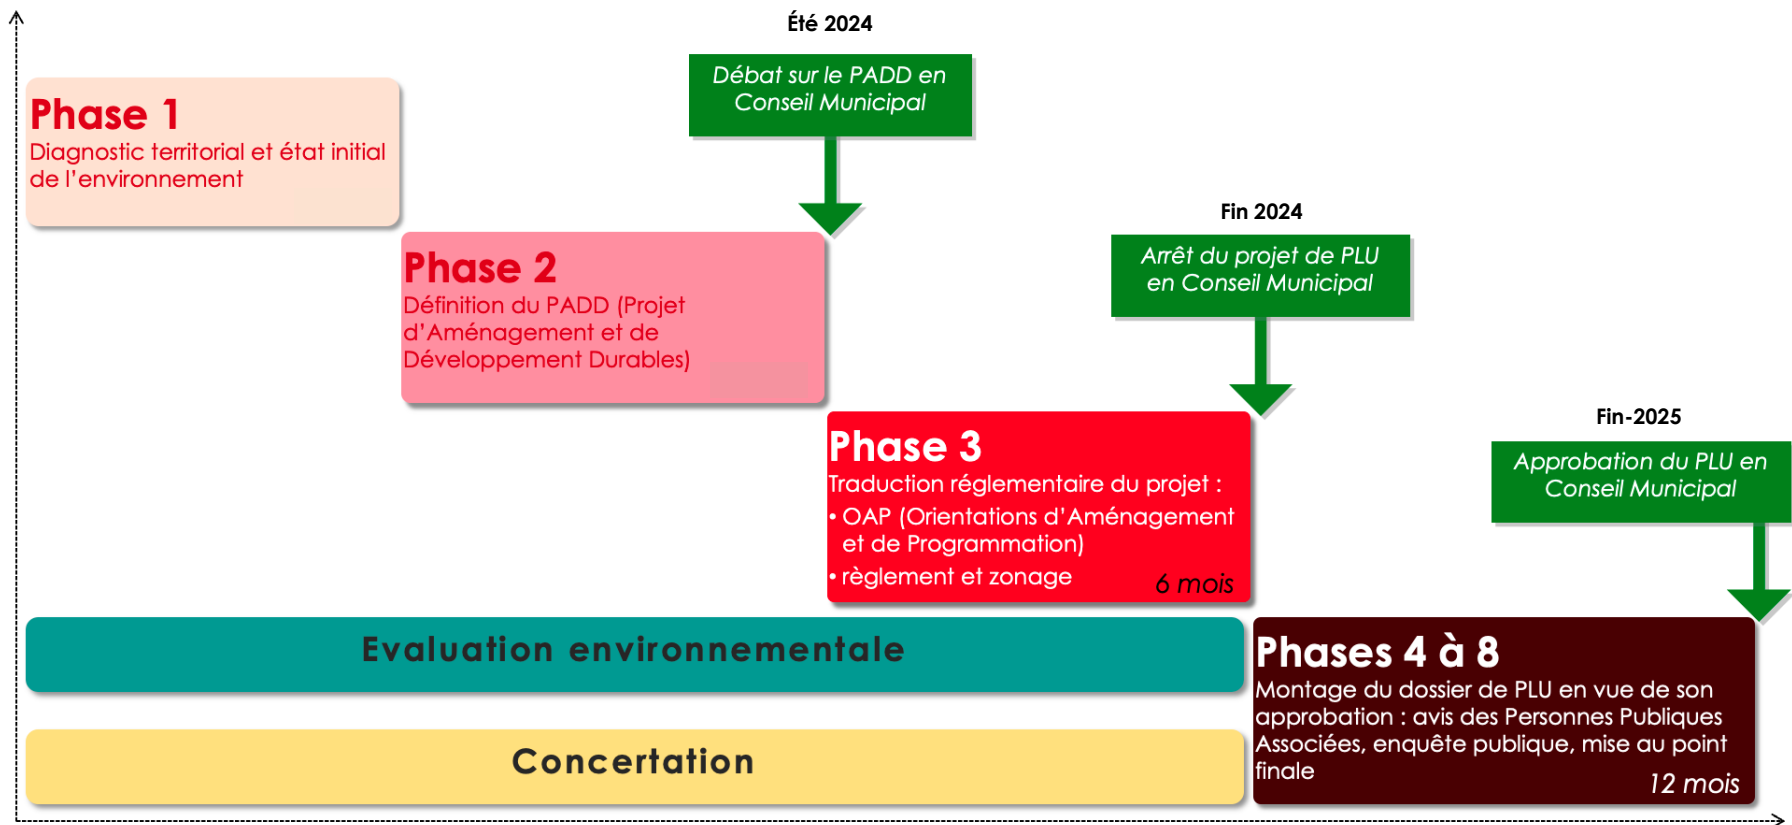 Été 2024
Débat sur le PADD en
Conseil Municipal
Phase 1
Diagnostic territorial et état initial
de l’environnement
Fin 2024
Arrêt du projet de PLU
en Conseil Municipal
Phase 2
Définition du PADD (Projet
d’Aménagement et de
Développement Durables)
Fin-2025
Approbation du PLU en
Conseil Municipal
Phase 3
Traduction réglementaire du projet :
• OAP (Orientations d’Aménagement
et de Programmation)
• règlement et zonage
6 mois
Evaluation environnementale
Concertation
Phases 4 à 8
Montage du dossier de PLU en vue de son
approbation : avis des Personnes Publiques
Associées, enquête publique, mise au point
finale
12 mois